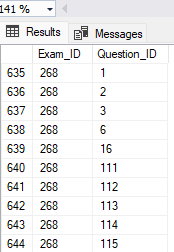 141 %
Results Messages
Exam_ID Question_ID
635 268 1
636 268 2
637 268 3
638 268 6
639 268 16
640 268 111
641 268 112
642 268 113
643 268 114
644 268 115